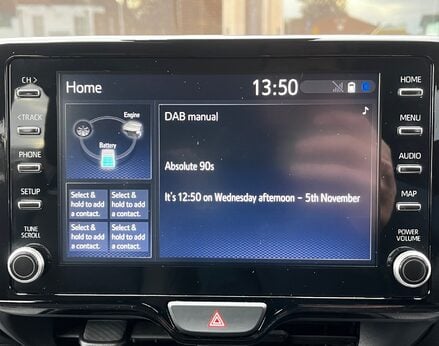 CH >
< TRACK
PHONE
SETUP
TUNE
SCROLL
Home
13:50
Engine
Battery
Select &
hold to add
a contact.
Select &
hold to add
a contact.
Select &
hold to add
a contact.
Select &
hold to add
a contact.
DAB manual
Absolute 90s
It's 12:50 on Wednesday afternoon - 5th November
HOME
MENU
AUDIO
MAP
POWER
VOLUME